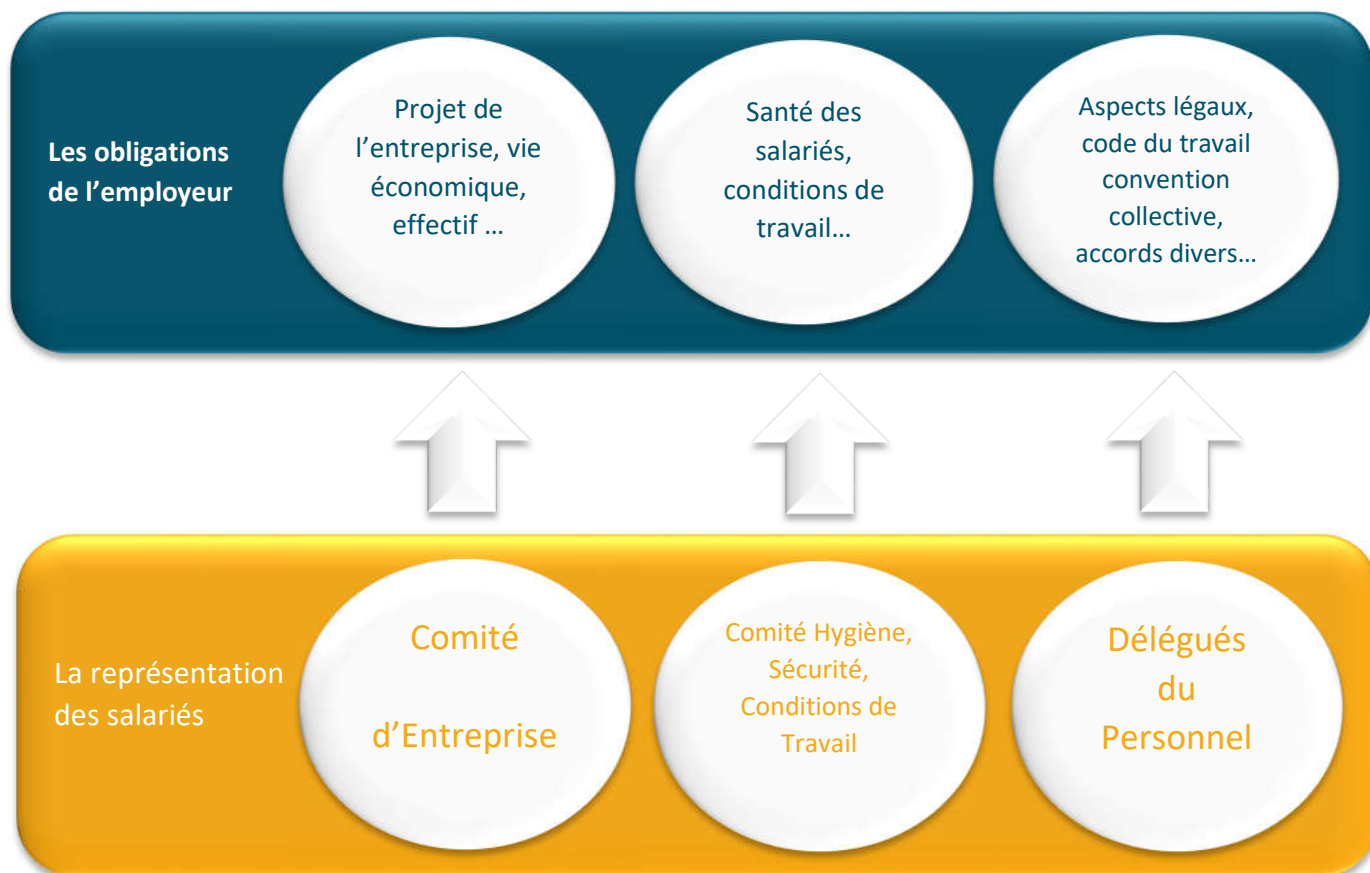 Les obligations
de l’employeur
Projet de
l’entreprise, vie
économique,
effectif …
Santé des
salariés,
conditions de
travail…
Aspects légaux,
code du travail
convention
collective,
accords divers…
La représentation
des salariés
Comité
d’Entreprise
Comité Hygiène,
Sécurité,
Conditions de
Travail
Délégués
du
Personnel